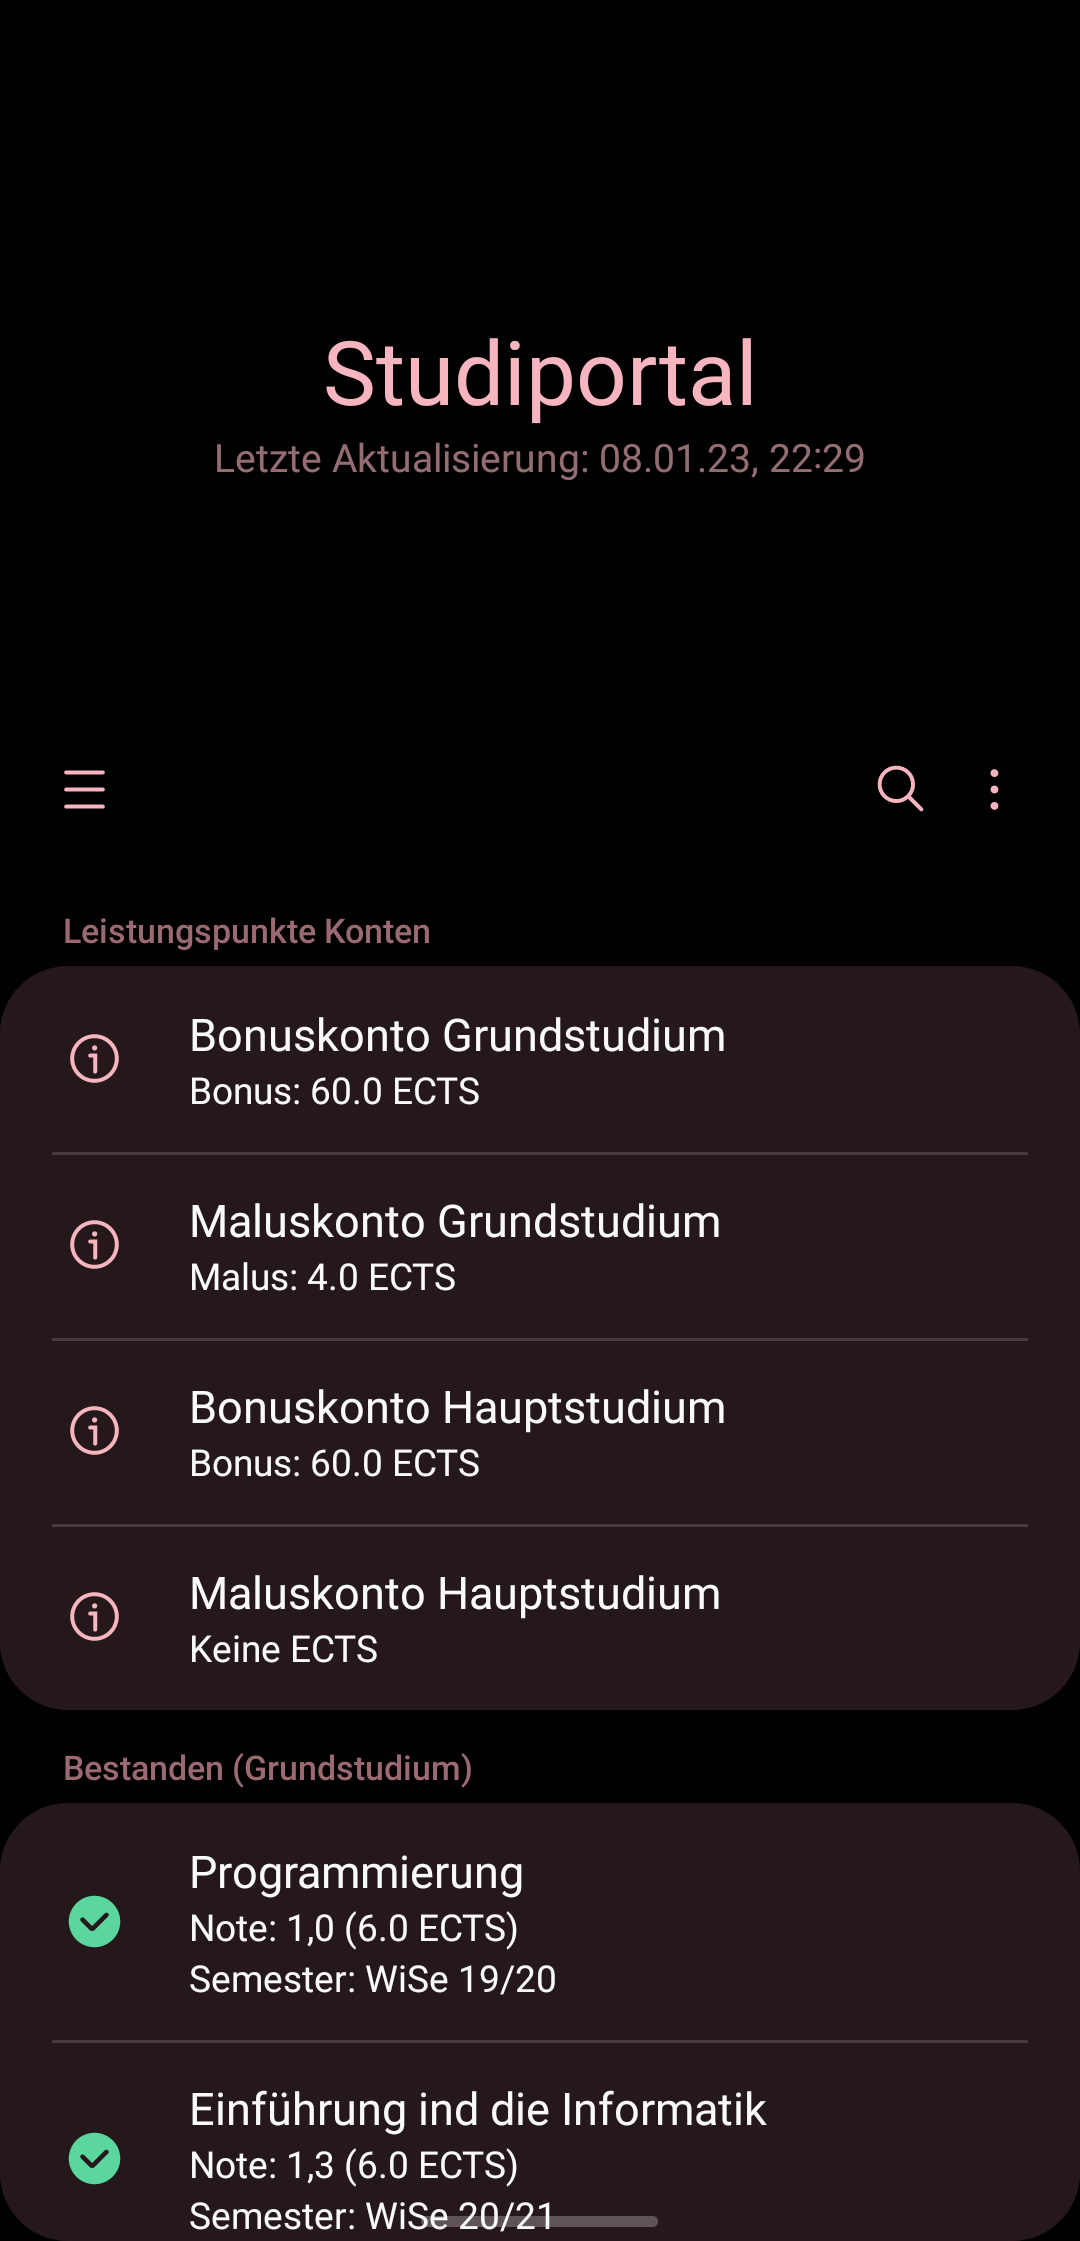 Studiportal
Letzte Aktualisierung: 08.01.23, 22:29
Leistungspunkte Konten
Bonuskonto Grundstudium
Bonus: 60.0 ECTS
Maluskonto Grundstudium
Malus: 4.0 ECTS
Bonuskonto Hauptstudium
Bonus: 60.0 ECTS
Maluskonto Hauptstudium
Keine ECTS
Bestanden (Grundstudium)
Programmierung
Note: 1,0 (6.0 ECTS)
Semester: WiSe 19/20
Einführung ind die Informatik
Note: 1,3 (6.0 ECTS)
Semester: WiSe 20/21